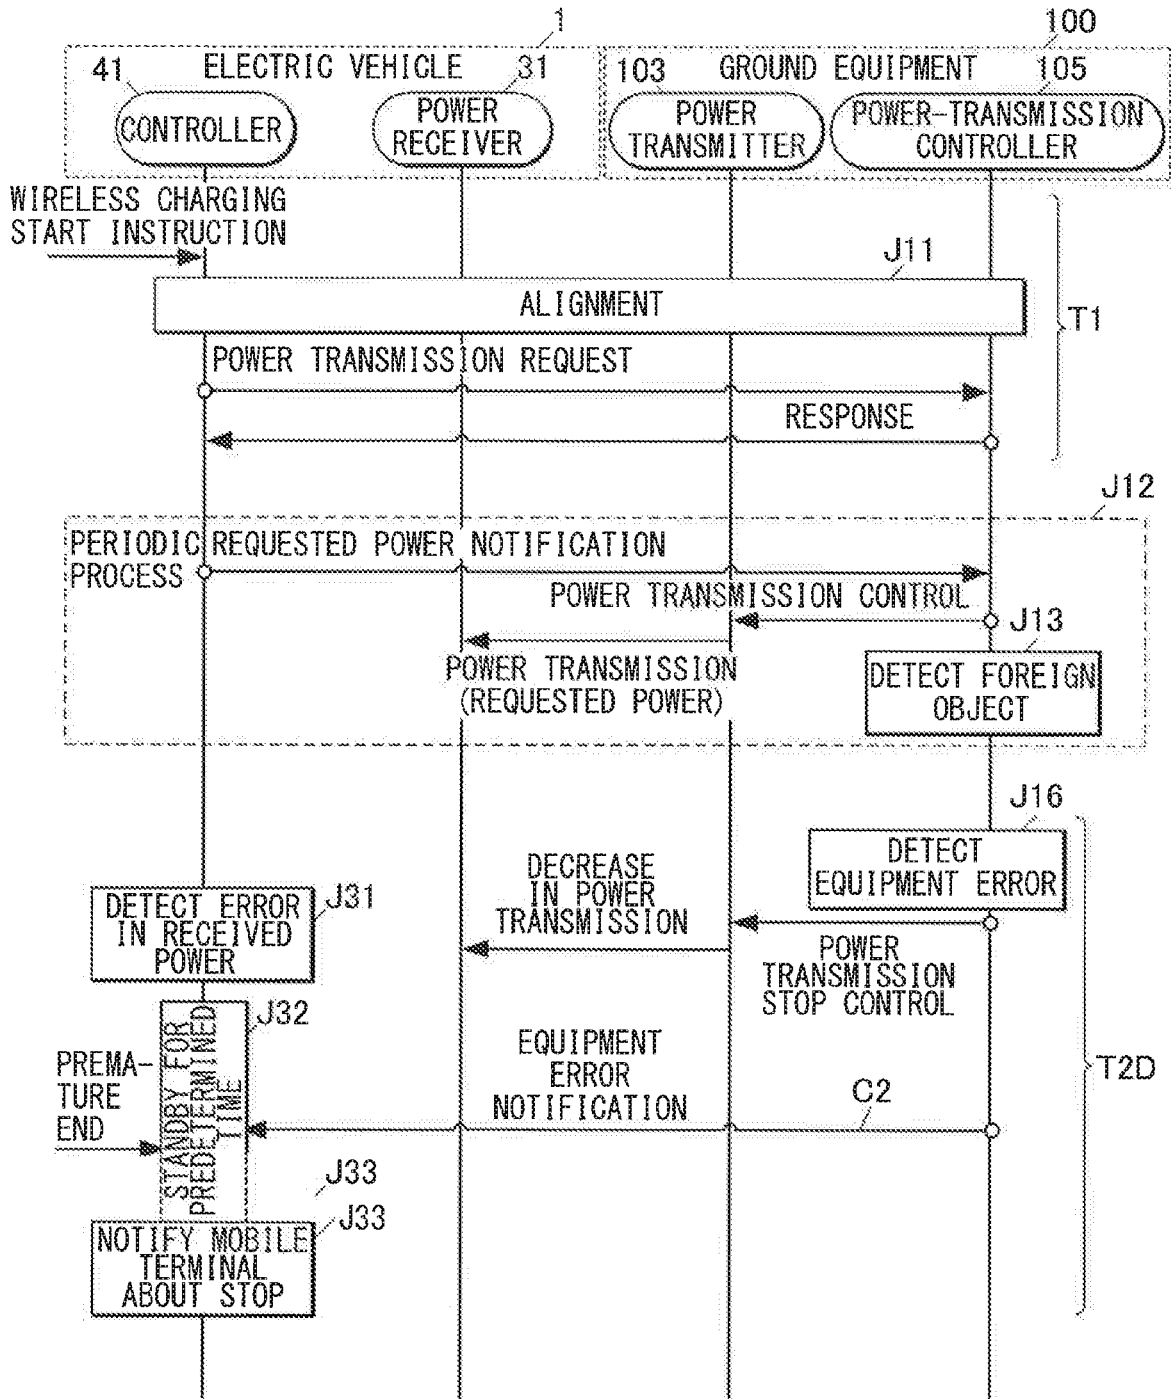 1
100
ELECTRIC VEHICLE
GROUND EQUIPMENT
41
31
103
105
CONTROLLER
POWER
RECEIVER
POWER
TRANSMITTER
POWER-TRANSMISSION
CONTROLLER
WIRELESS CHARGING
START INSTRUCTION
J11
ALIGNMENT
T1
POWER TRANSMISSION REQUEST
RESPONSE
J12
PERIODIC
PROCESS
REQUESTED POWER NOTIFICATION
POWER TRANSMISSION CONTROL
J13
POWER TRANSMISSION
(REQUESTED POWER)
DETECT FOREIGN
OBJECT
J16
DETECT
EQUIPMENT ERROR
DECREASE
IN POWER
TRANSMISSION
J31
DETECT ERROR
IN RECEIVED
POWER
POWER
TRANSMISSION
STOP CONTROL
J32
STANDBY FOR
PREDETERMINED
TIME
PREMA-
TURE
END
EQUIPMENT
ERROR
NOTIFICATION
C2
T2D
J33
J33
NOTIFY MOBILE
TERMINAL
ABOUT STOP